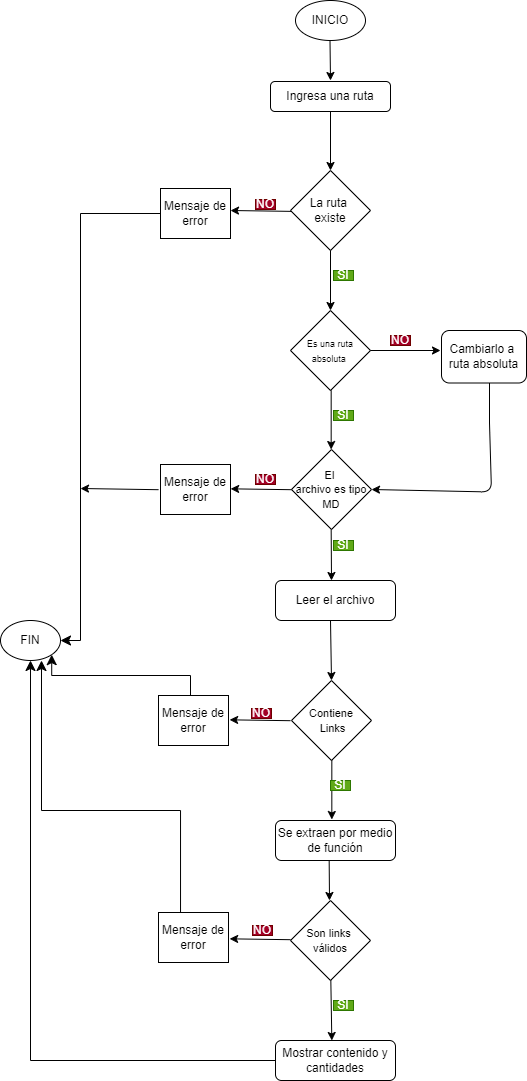 INICIO
Ingresa una ruta
La ruta
existe
NO
Mensaje de
error
SI
Es una ruta
absoluta
NO
Cambiarlo a
ruta absoluta
SI
El
archivo es tipo
MD
NO
Mensaje de
error
SI
Leer el archivo
FIN
Contiene
Links
NO
Mensaje de
error
SI
Se extraen por medio
de función
Son links
válidos
NO
Mensaje de
error
SI
Mostrar contenido y
cantidades